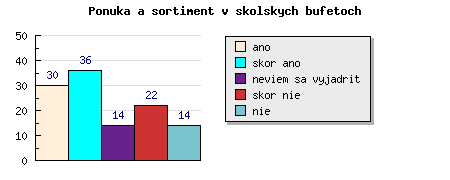 Ponuka a sortiment v skolskych bufetoch
50
40
30
20
10
0
30
36
14
22
14
ano
skor ano
neviem sa vyjadrit
skor nie
nie